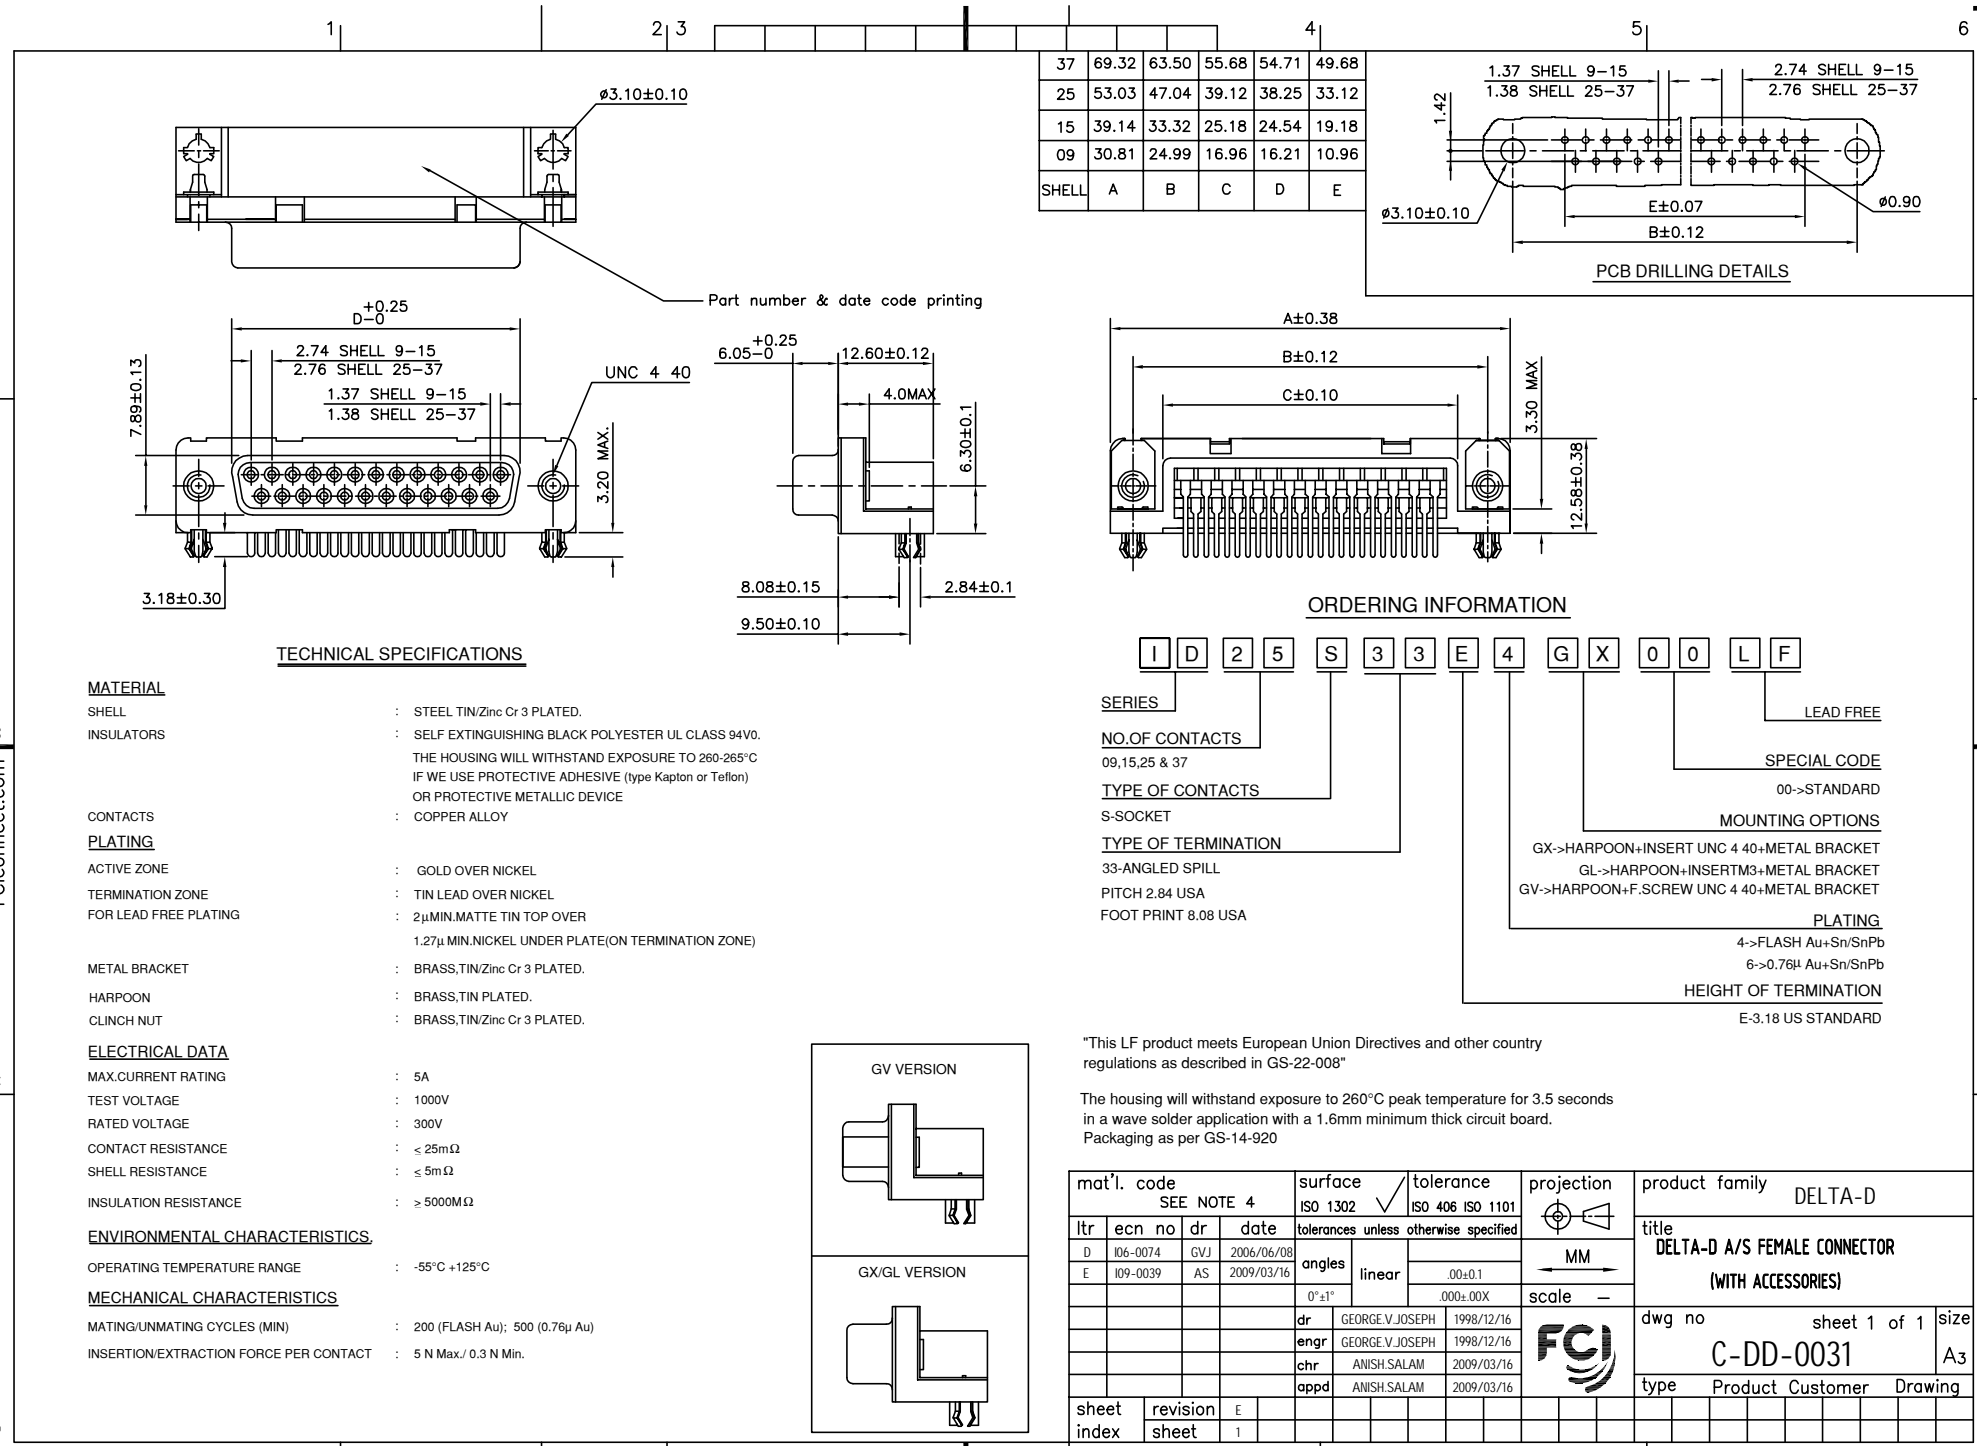 1
2
3
4
5
6
37 69.32 63.50 55.68 54.71 49.68
25 53.03 47.04 39.12 38.25 33.12
15 39.14 33.32 25.18 24.54 19.18
09 30.81 24.99 16.96 16.21 10.96
SHELL A B C D E
1.37 SHELL 9-15
1.38 SHELL 25-37
2.74 SHELL 9-15
2.76 SHELL 25-37
1.42
ø3.10±0.10
E±0.07
B±0.12
ø0.90
PCB DRILLING DETAILS
ø3.10±0.10
Part number & date code printing
+0.25
D-0
2.74 SHELL 9-15
2.76 SHELL 25-37
1.37 SHELL 9-15
1.38 SHELL 25-37
7.89±0.13
UNC 4 40
3.20 MAX.
3.18±0.30
+0.25
6.05-0
12.60±0.12
4.0MAX
6.30±0.1
8.08±0.15
2.84±0.1
9.50±0.10
A±0.38
B±0.12
C±0.10
3.30 MAX
12.58±0.38
TECHNICAL SPECIFICATIONS
MATERIAL
SHELL : STEEL TIN/Zinc Cr 3 PLATED.
INSULATORS : SELF EXTINGUISHING BLACK POLYESTER UL CLASS 94V0.
THE HOUSING WILL WITHSTAND EXPOSURE TO 260-265°C
IF WE USE PROTECTIVE ADHESIVE (type Kapton or Teflon)
OR PROTECTIVE METALLIC DEVICE
CONTACTS : COPPER ALLOY
PLATING
ACTIVE ZONE : GOLD OVER NICKEL
TERMINATION ZONE : TIN LEAD OVER NICKEL
FOR LEAD FREE PLATING : 2µMIN.MATTE TIN TOP OVER
1.27µ MIN.NICKEL UNDER PLATE(ON TERMINATION ZONE)
METAL BRACKET : BRASS,TIN/Zinc Cr 3 PLATED.
HARPOON : BRASS,TIN PLATED.
CLINCH NUT : BRASS,TIN/Zinc Cr 3 PLATED.
ELECTRICAL DATA
MAX.CURRENT RATING : 5A
TEST VOLTAGE : 1000V
RATED VOLTAGE : 300V
CONTACT RESISTANCE : ≤ 25mΩ
SHELL RESISTANCE : ≤ 5mΩ
INSULATION RESISTANCE : ≥ 5000MΩ
ENVIRONMENTAL CHARACTERISTICS.
OPERATING TEMPERATURE RANGE : -55°C +125°C
MECHANICAL CHARACTERISTICS
MATING/UNMATING CYCLES (MIN) : 200 (FLASH Au); 500 (0.76µ Au)
INSERTION/EXTRACTION FORCE PER CONTACT : 5 N Max./ 0.3 N Min.
GV VERSION
GX/GL VERSION
ORDERING INFORMATION
I D 2 5 S 3 3 E 4 G X 0 0 L F
SERIES
NO.OF CONTACTS
09,15,25 & 37
TYPE OF CONTACTS
S-SOCKET
TYPE OF TERMINATION
33-ANGLED SPILL
PITCH 2.84 USA
FOOT PRINT 8.08 USA
LEAD FREE
SPECIAL CODE
00->STANDARD
MOUNTING OPTIONS
GX->HARPOON+INSERT UNC 4 40+METAL BRACKET
GL->HARPOON+INSERTM3+METAL BRACKET
GV->HARPOON+F.SCREW UNC 4 40+METAL BRACKET
PLATING
4->FLASH Au+Sn/SnPb
6->0.76µ Au+Sn/SnPb
HEIGHT OF TERMINATION
E-3.18 US STANDARD
"This LF product meets European Union Directives and other country
regulations as described in GS-22-008"
The housing will withstand exposure to 260°C peak temperature for 3.5 seconds
in a wave solder application with a 1.6mm minimum thick circuit board.
Packaging as per GS-14-920
mat'l. code
SEE NOTE 4
surface
ISO 1302
tolerance
ISO 406 ISO 1101
projection
product family DELTA-D
ltr ecn no dr date
D I06-0074 GVJ 2006/06/08
E I09-0039 AS 2009/03/16
tolerances unless otherwise specified
angles
0°±1°
linear
.00±0.1
.000±.00X
MM
scale –
title
DELTA-D A/S FEMALE CONNECTOR
(WITH ACCESSORIES)
dr GEORGE.V.JOSEPH 1998/12/16
engr GEORGE.V.JOSEPH 1998/12/16
chr ANISH.SALAM 2009/03/16
appd ANISH.SALAM 2009/03/16
FCJ
dwg no
C-DD-0031
sheet 1 of 1
size
A3
type Product Customer Drawing
sheet index
revision E
sheet 1